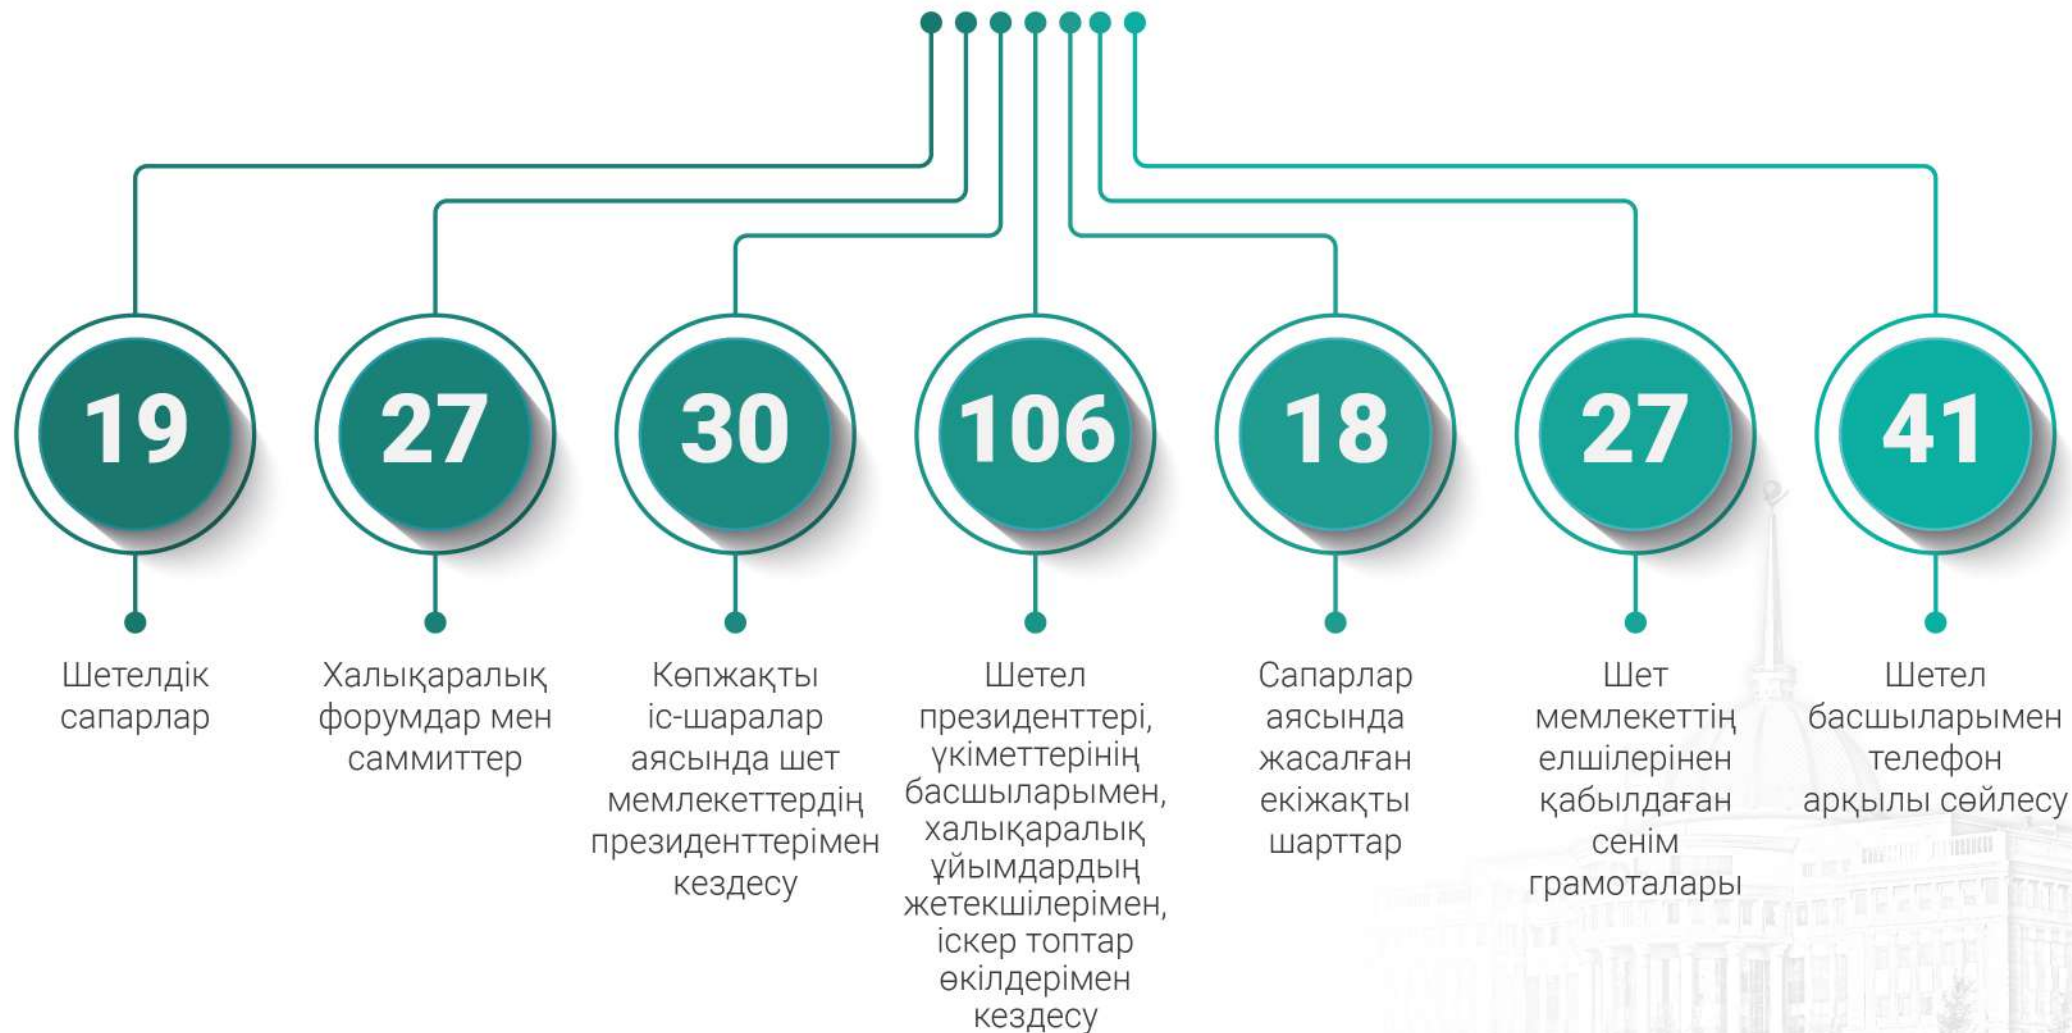 19
Шетелдік
сапарлар
27
Халықаралық
форумдар мен
саммиттер
30
Көпжақты
іс-шаралар
аясында шет
мемлекеттердің
президенттерімен
кездесу
106
Шетел
президенттері,
үкіметтерінің
басшыларымен,
халықаралық
ұйымдардың
жетекшілерімен,
іскер топтар
өкілдерімен
кездесу
18
Сапарлар
аясында
жасалған
екіжақты
шарттар
27
Шет
мемлекеттің
елшілерінен
қабылдаған
сенім
грамоталары
41
Шетел
басшыларымен
телефон
арқылы сөйлесу